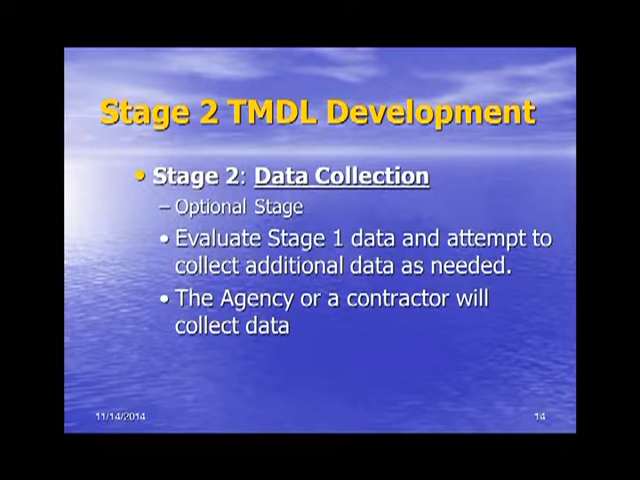 Stage 2 TMDL Development
• Stage 2: Data Collection
– Optional Stage
• Evaluate Stage 1 data and attempt to
collect additional data as needed.
• The Agency or a contractor will
collect data
11/14/2014
14